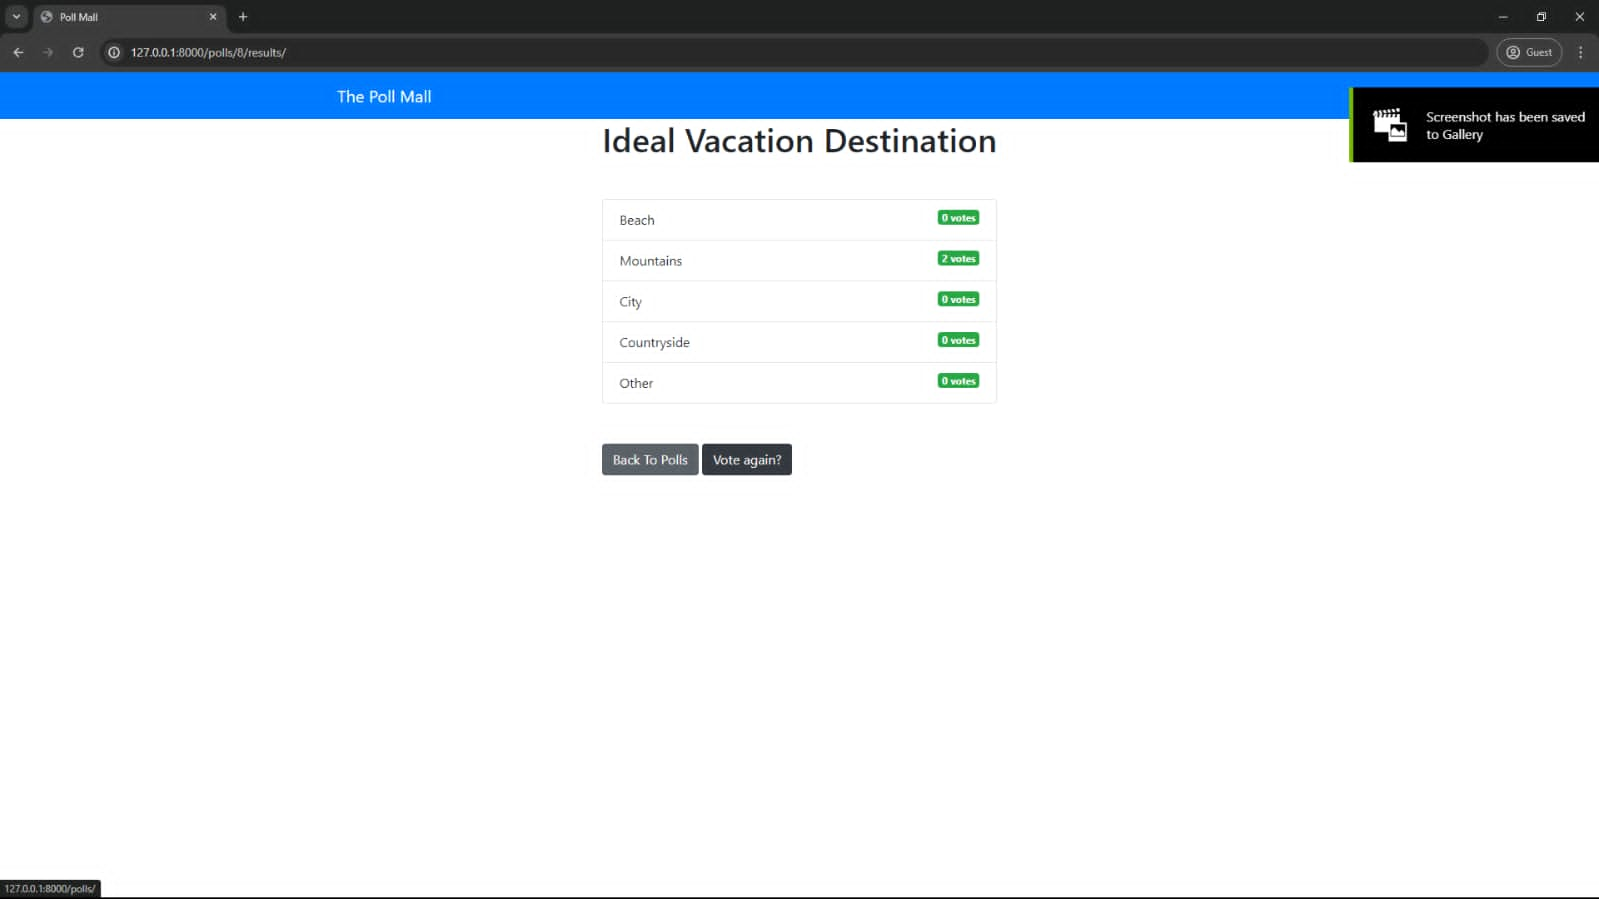 Poll Mall
127.0.0.1:8000/polls/8/results/
Guest
The Poll Mall
Screenshot has been saved
to Gallery
Ideal Vacation Destination
Beach 0 votes
Mountains 2 votes
City 0 votes
Countryside 0 votes
Other 0 votes
Back To Polls Vote again?
127.0.0.1:8000/polls/